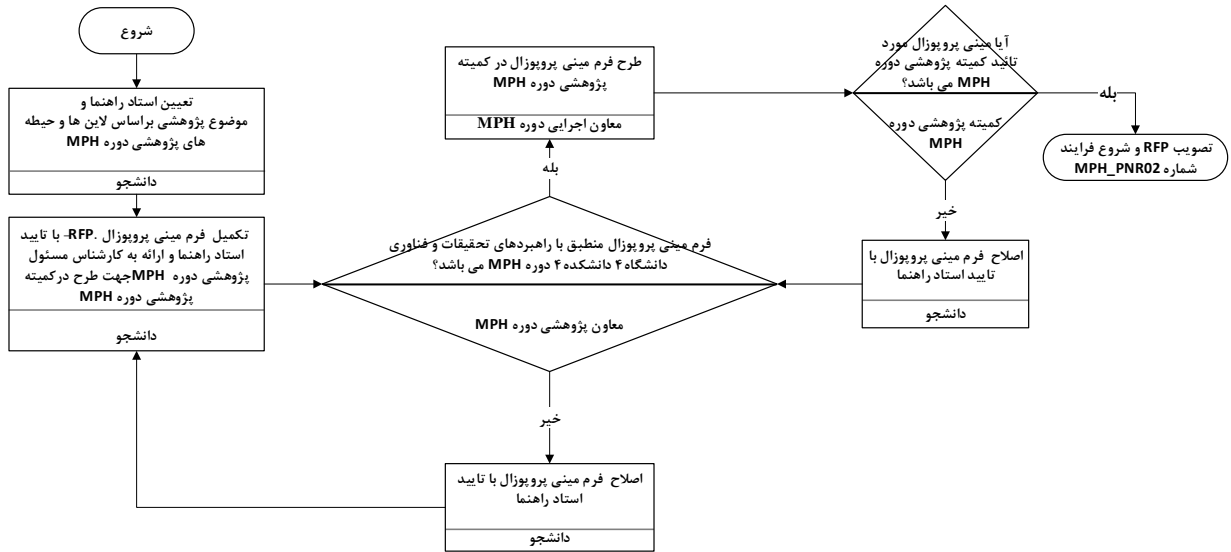 شروع
تعیین استاد راهنما و
موضوع پژوهشی براساس لاین ها و حیطه
های پژوهشی دوره MPH
دانشجو
تکمیل فرم مینی پروپوزال .RFP- با تایید
استاد راهنما و ارائه به کارشناس مسئول
پژوهشی دوره MPHجهت طرح درکمیته
پژوهشی دوره MPH
دانشجو
فرم مینی پروپوزال منطبق با راهبردهای تحقیقات و فناوری
دانشگاه۴ دانشکده۴ دوره MPH می باشد؟
معاون پژوهشی دوره MPH
بله
طرح فرم مینی پروپوزال در کمیته
پژوهشی دوره MPH
معاون اجرایی دوره MPH
آیا مینی پروپوزال مورد
تائید کمیته پژوهشی دوره
MPH می باشد؟
کمیته پژوهشی دوره
MPH
بله
تصویب RFP و شروع فرایند
شماره MPH_PNR02
خیر
اصلاح فرم مینی پروپوزال با
تایید استاد راهنما
دانشجو
خیر
اصلاح فرم مینی پروپوزال با تایید
استاد راهنما
دانشجو